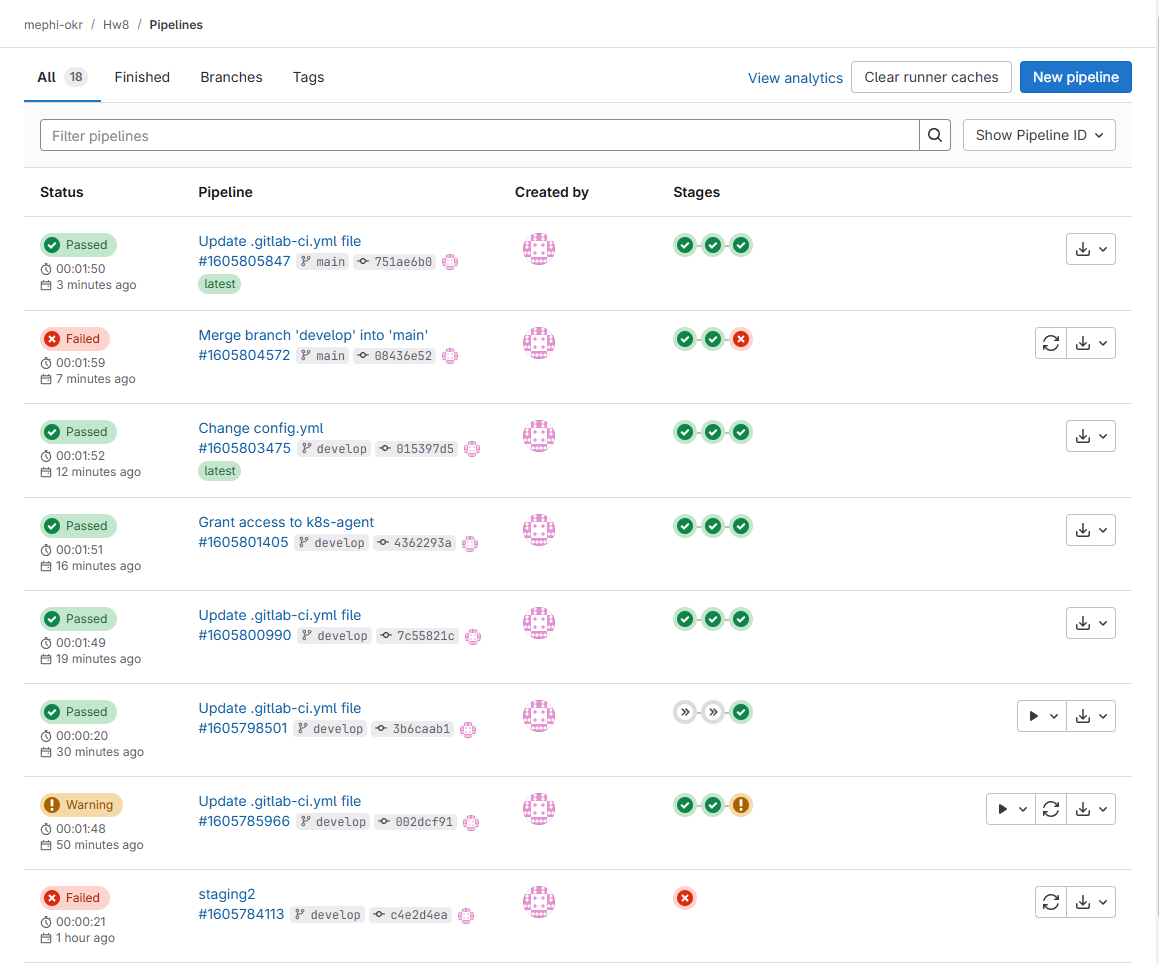 mephi-okr / Hw8 / Pipelines
All 18 Finished Branches Tags View analytics Clear runner caches New pipeline
Filter pipelines Show Pipeline ID
Status Pipeline Created by Stages
Passed Update .gitlab-ci.yml file
00:01:50 #1605805847 main 751ae6b0
3 minutes ago latest
Failed Merge branch 'develop' into 'main'
00:01:59 #1605804572 main 08436e52
7 minutes ago
Passed Change config.yml
00:01:52 #1605803475 develop 015397d5
12 minutes ago latest
Passed Grant access to k8s-agent
00:01:51 #1605801405 develop 4362293a
16 minutes ago
Passed Update .gitlab-ci.yml file
00:01:49 #1605800990 develop 7c55821c
19 minutes ago
Passed Update .gitlab-ci.yml file
00:00:20 #1605798501 develop 3b6caab1
30 minutes ago
Warning Update .gitlab-ci.yml file
00:01:48 #1605785966 develop 002dcf91
50 minutes ago
Failed staging2
00:00:21 #1605784113 develop c4e2d4ea
1 hour ago